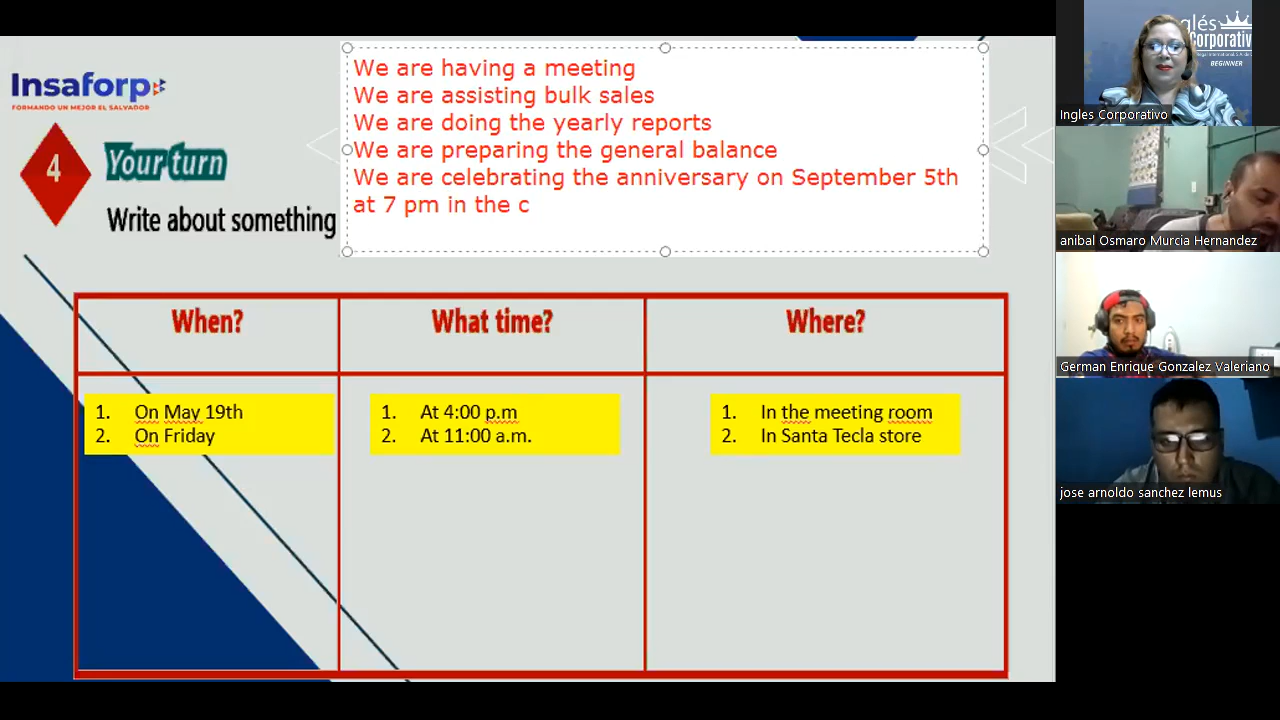 We are having a meeting
We are assisting bulk sales
We are doing the yearly reports
We are preparing the general balance
We are celebrating the anniversary on September 5th
at 7 pm in the c
Insaforp
FORMANDO UN MEJOR EL SALVADOR
4
Your turn
Write about something
When?
What time?
Where?
1. On May 19th
2. On Friday
1. At 4:00 p.m
2. At 11:00 a.m.
1. In the meeting room
2. In Santa Tecla store
glés
Corporativ
BEGINNER
Ingles Corporativo
anibal Osmaro Murcia Hernandez
German Enrique Gonzalez Valeriano
jose arnoldo sanchez lemus